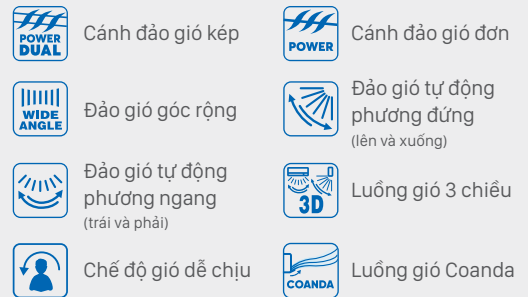 POWER
DUAL
Cánh đảo gió kép
POWER
Cánh đảo gió đơn
WIDE
ANGLE
Đảo gió góc rộng
Đảo gió tự động
phương đứng
(lên và xuống)
Đảo gió tự động
phương ngang
(trái và phải)
3D
Luồng gió 3 chiều
Chế độ gió dễ chịu
COANDA
Luồng gió Coanda